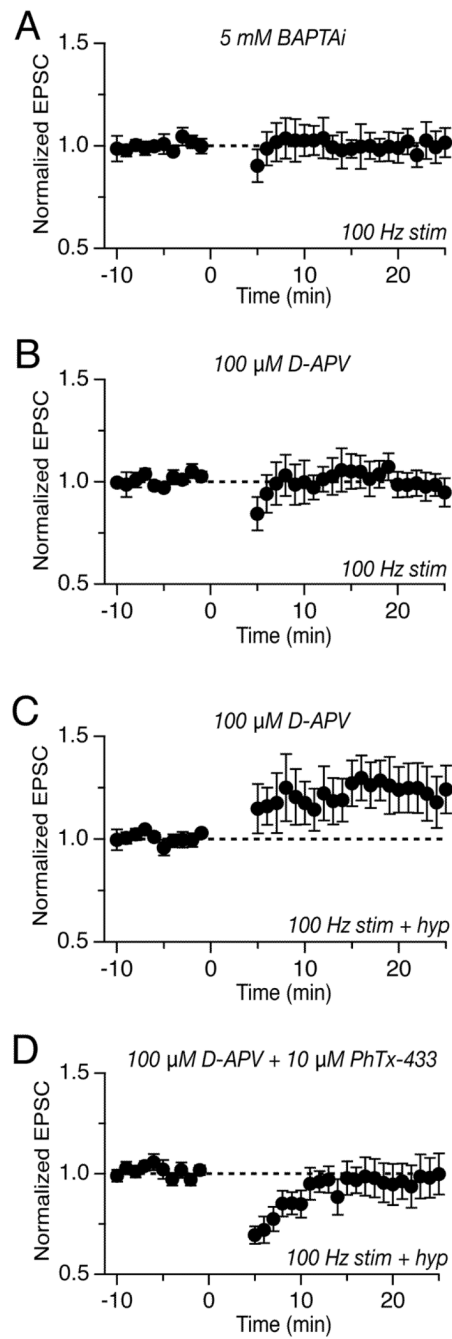 A
5 mM BAPTAi
Normalized EPSC
1.5
1.0
0.5
100 Hz stim
-10 0 10 20
Time (min)
B
100 µM D-APV
Normalized EPSC
1.5
1.0
0.5
100 Hz stim
-10 0 10 20
Time (min)
C
100 µM D-APV
Normalized EPSC
1.5
1.0
0.5
100 Hz stim + hyp
-10 0 10 20
Time (min)
D
100 µM D-APV + 10 µM PhTx-433
Normalized EPSC
1.5
1.0
0.5
100 Hz stim + hyp
-10 0 10 20
Time (min)